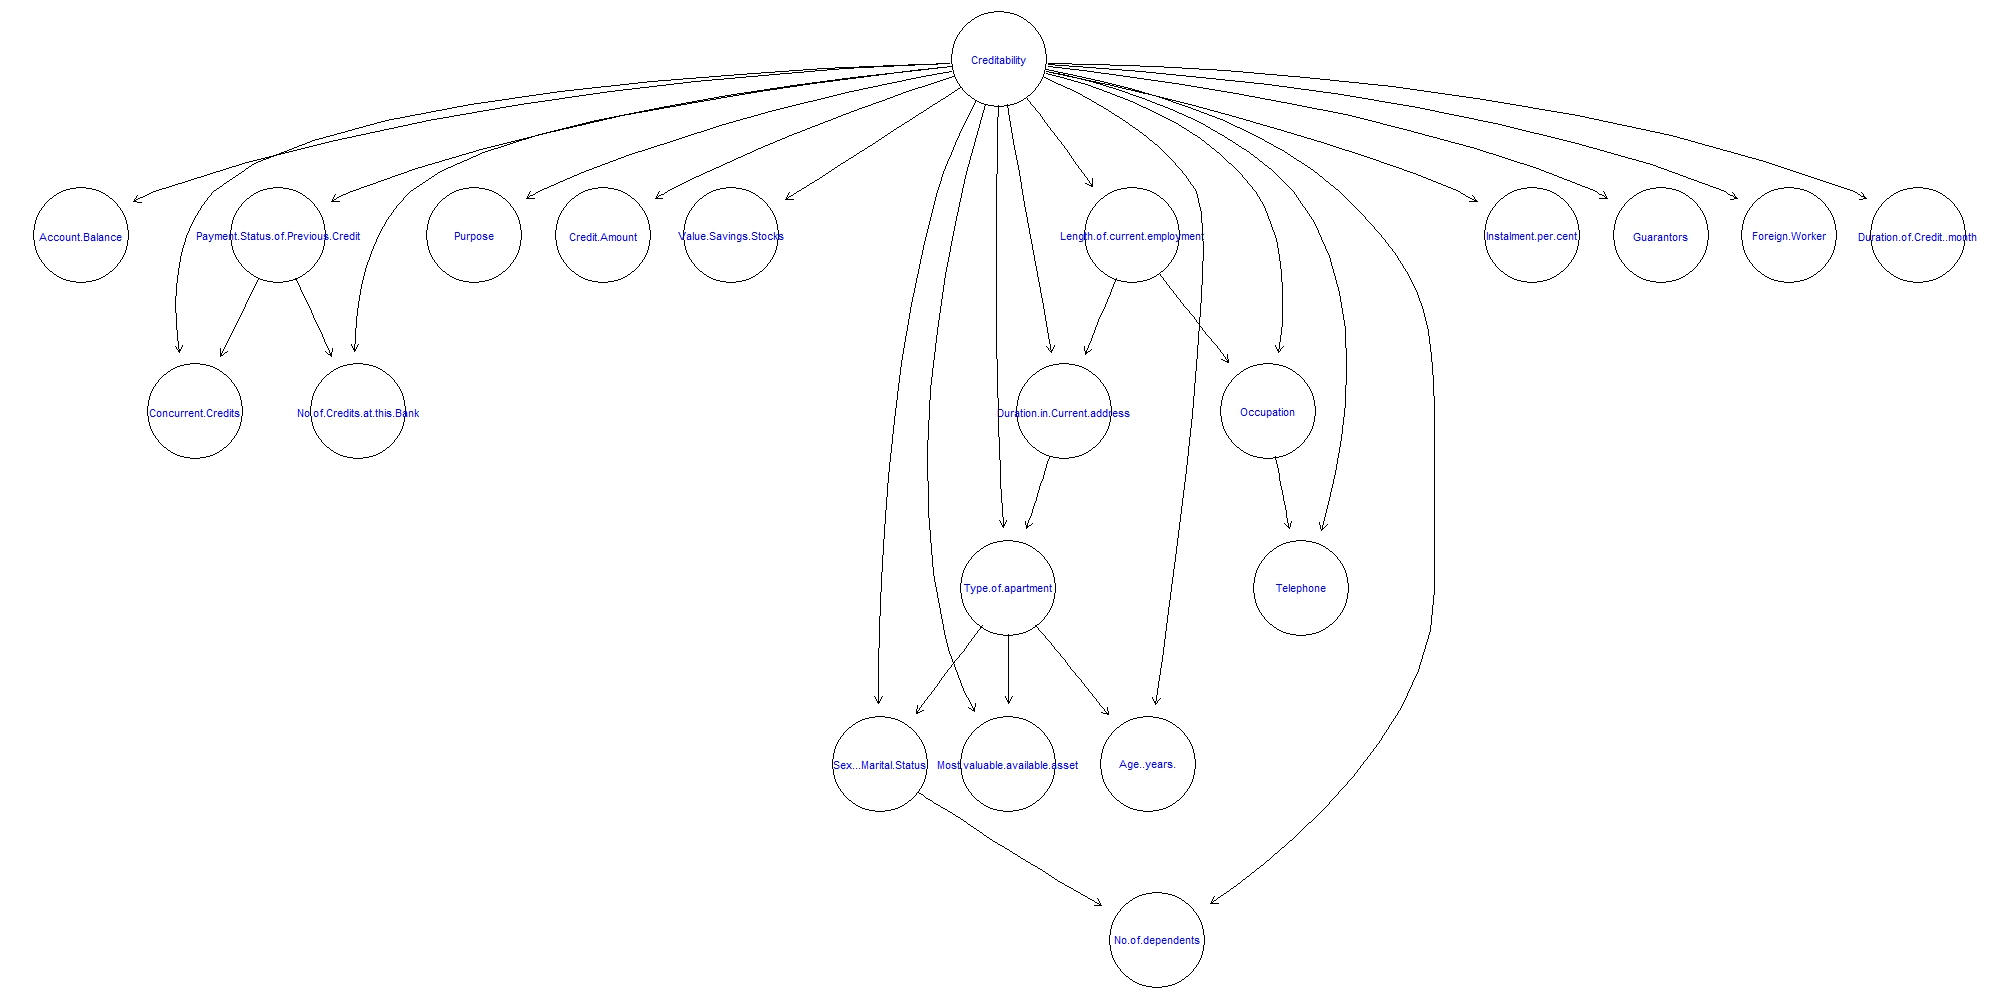 Creditability
Account.Balance
Payment.Status.of.Previous.Credit
Purpose
Credit.Amount
Value.Savings.Stocks
Length.of.current.employment
Instalment.per.cent
Guarantors
Foreign.Worker
Duration.of.Credit..month
Concurrent.Credits
No.of.Credits.at.this.Bank
Duration.in.Current.address
Occupation
Type.of.apartment
Telephone
Sex...Marital.Status
Most.valuable.available.asset
Age..years.
No.of.dependents